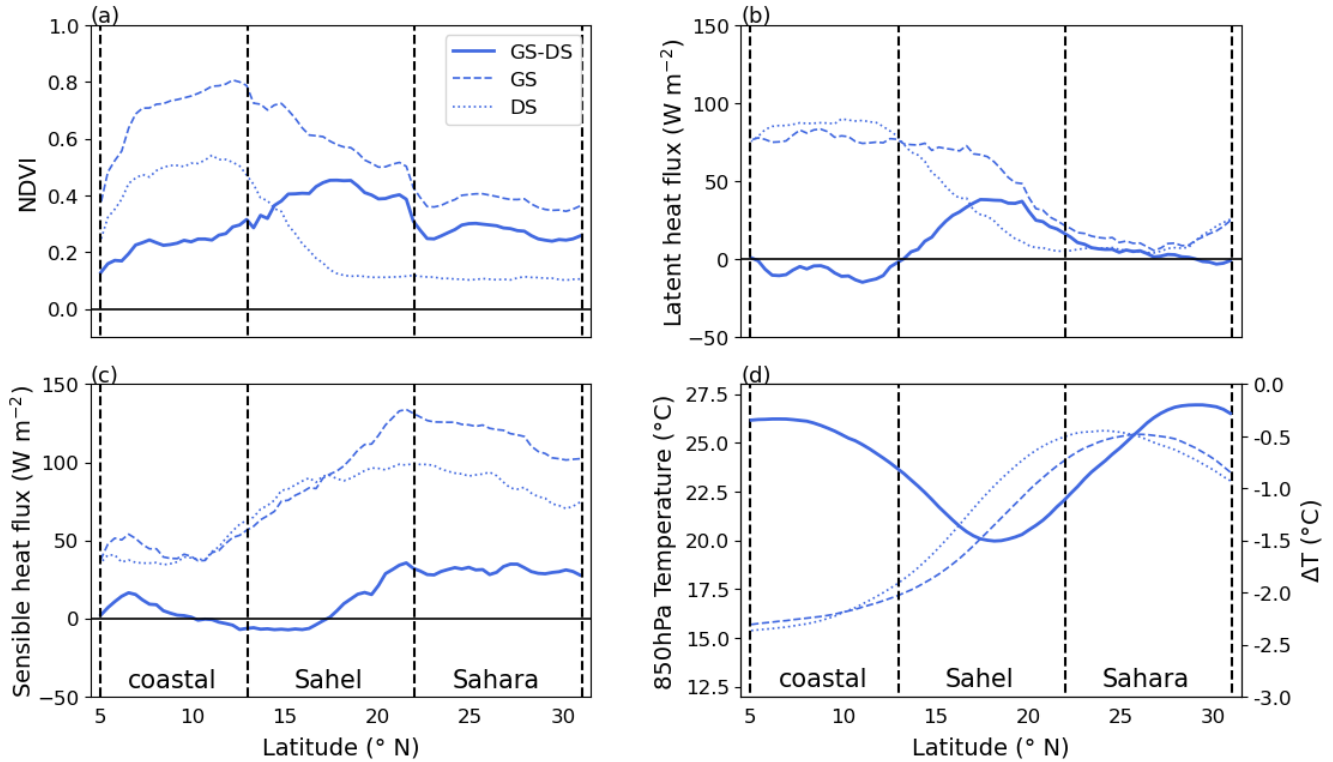 (a)
1.0
0.8
0.6
0.4
0.2
0.0
NDVI
GS-DS
GS
DS
(b)
150
100
50
0
−50
Latent heat flux (W m⁻²)
(c)
150
100
50
0
−50
Sensible heat flux (W m⁻²)
coastal
Sahel
Sahara
5
10
15
20
25
30
Latitude (° N)
(d)
27.5
25.0
22.5
20.0
17.5
15.0
12.5
850hPa Temperature (°C)
0.0
-0.5
-1.0
-1.5
-2.0
-2.5
-3.0
ΔT (°C)
coastal
Sahel
Sahara
5
10
15
20
25
30
Latitude (° N)